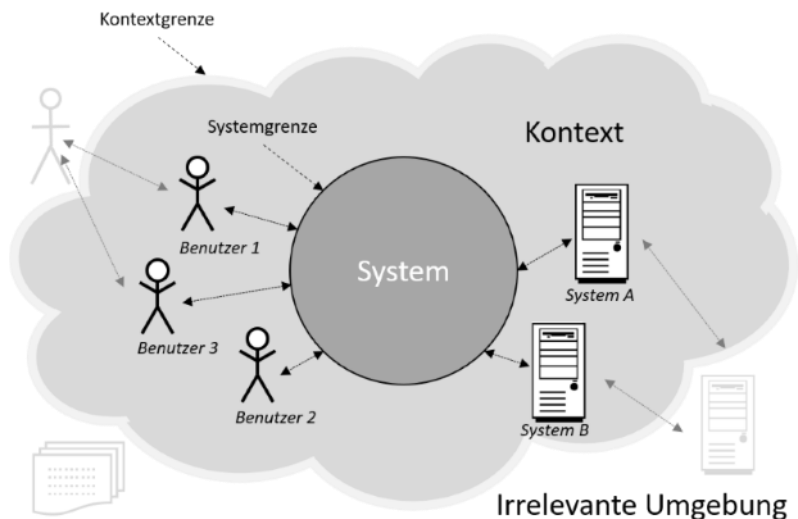 Kontextgrenze
Systemgrenze
Kontext
Benutzer 1
System
System A
Benutzer 3
Benutzer 2
System B
Irrelevante Umgebung